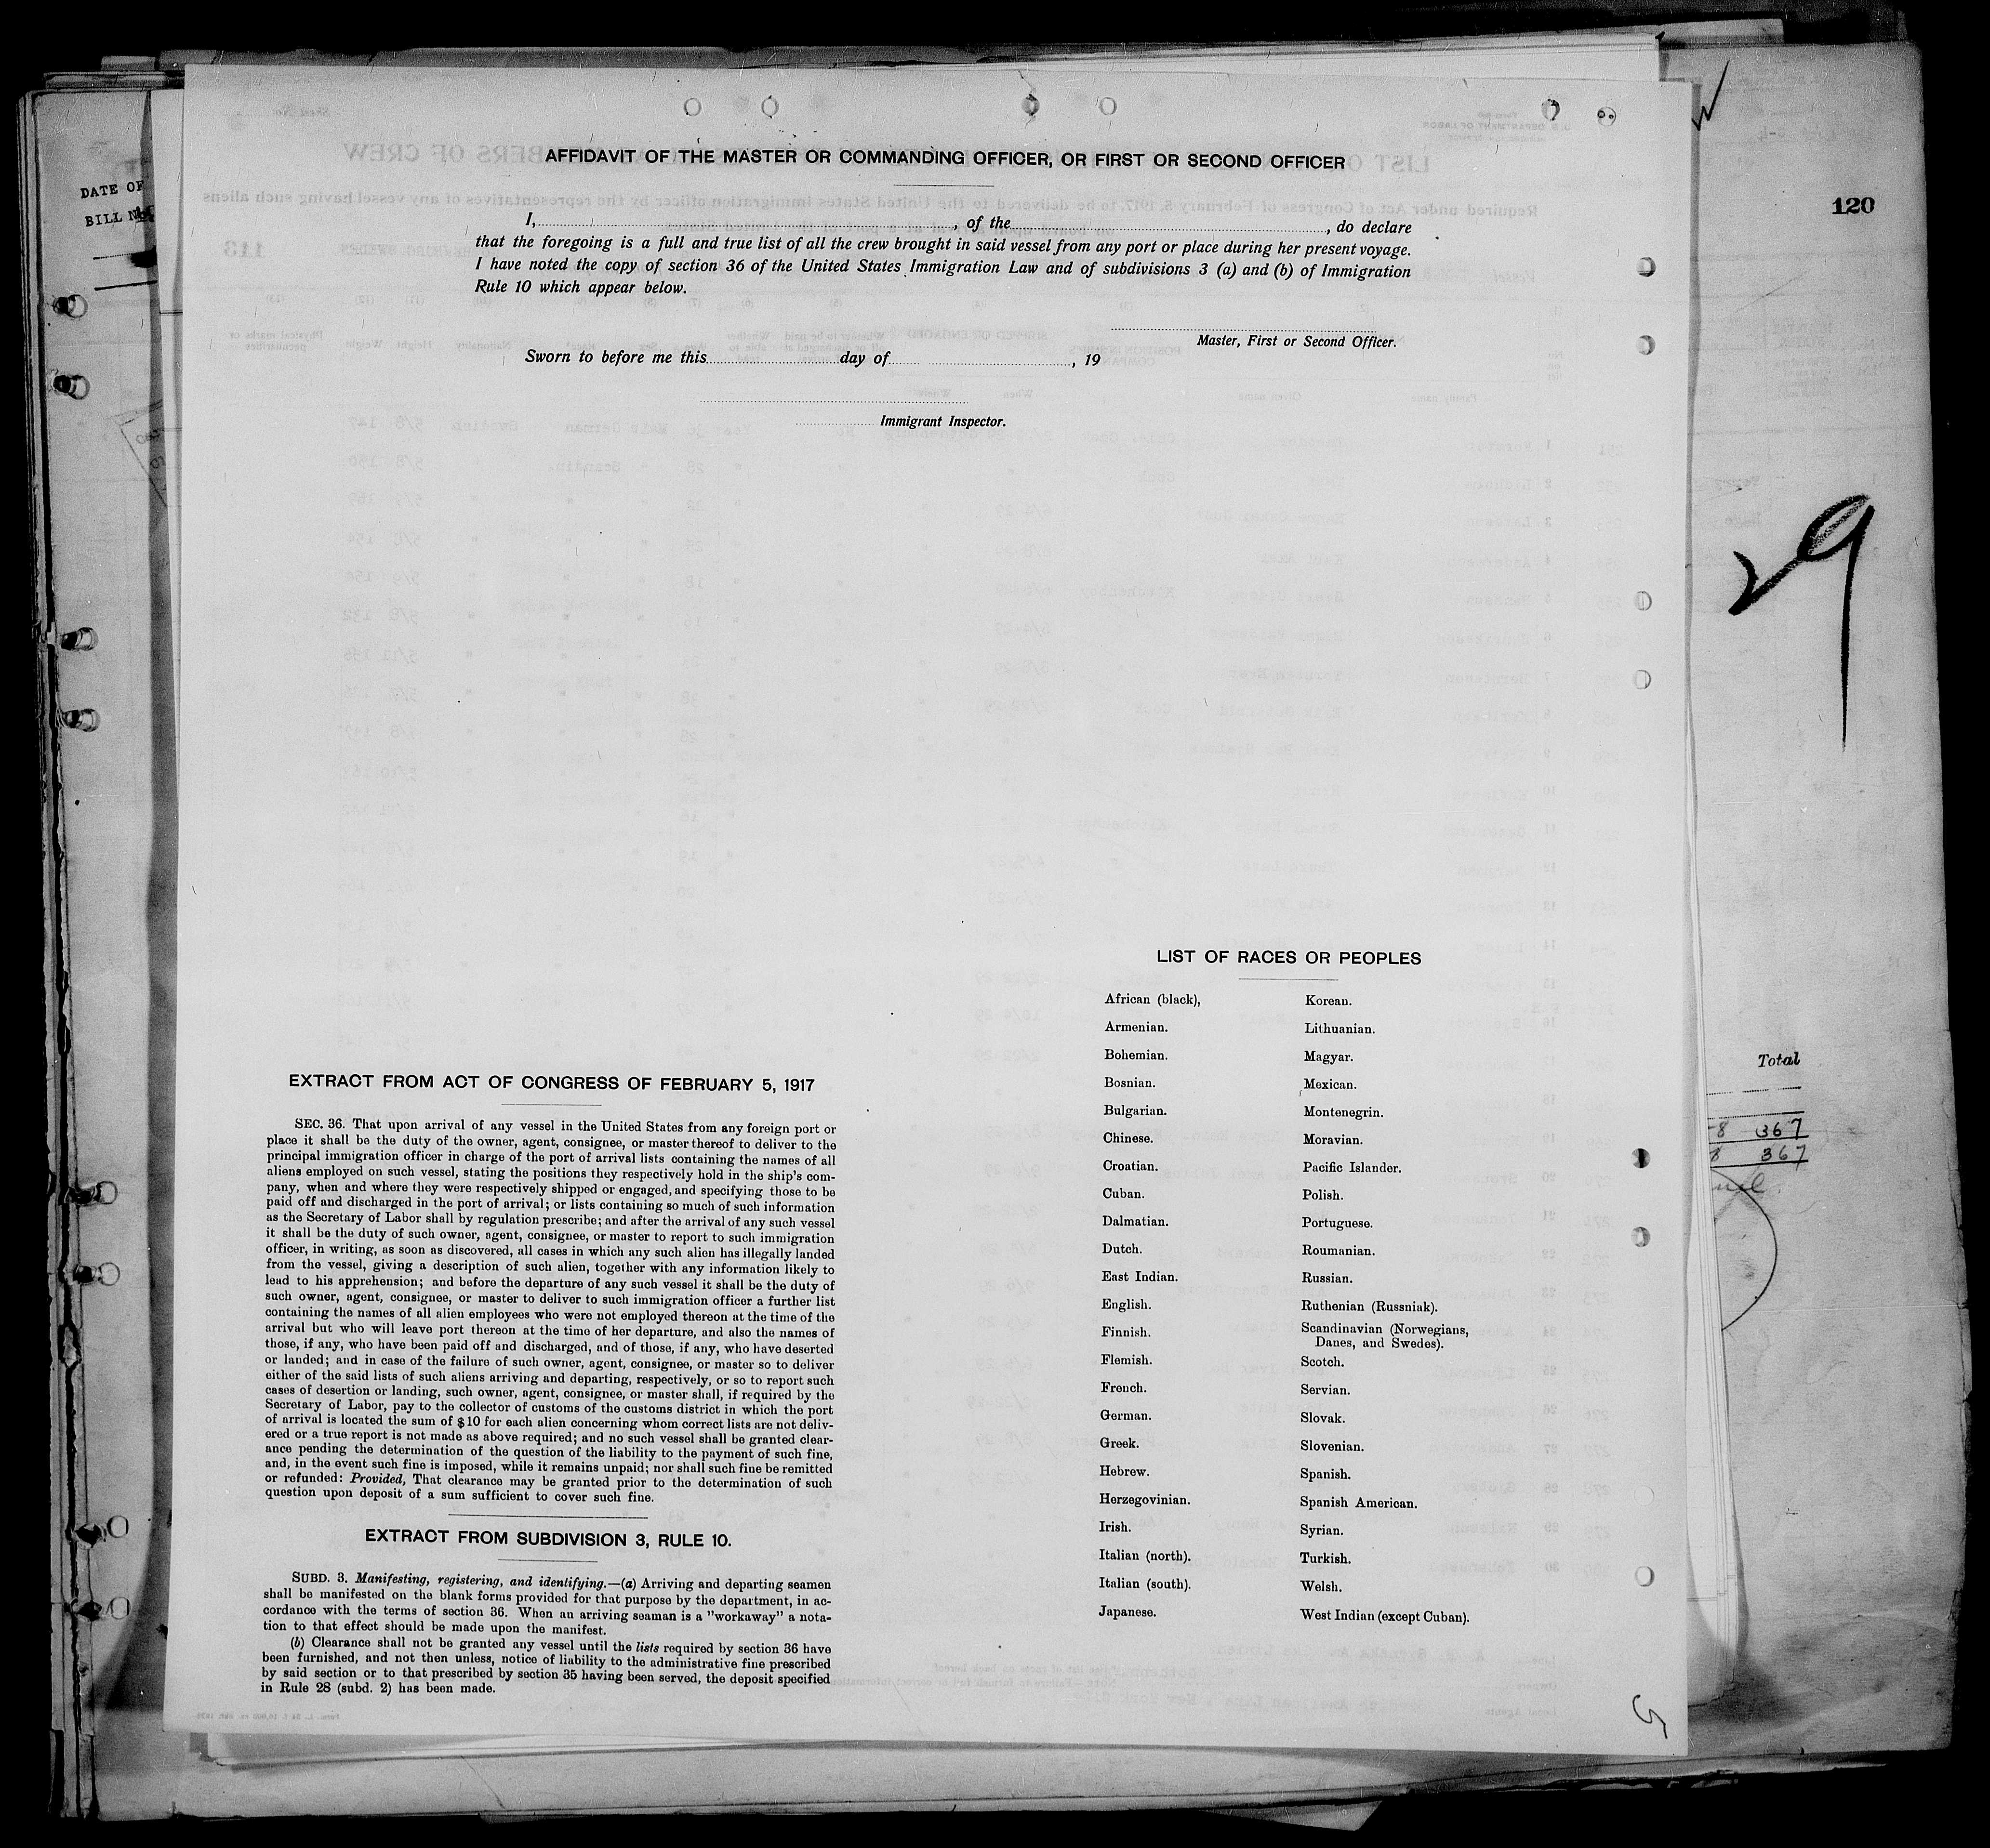 DATE OF
BILL
120
29
AFFIDAVIT OF THE MASTER OR COMMANDING OFFICER, OR FIRST OR SECOND OFFICER
I, , of the , do declare
that the foregoing is a full and true list of all the crew brought in said vessel from any port or place during her present voyage.
I have noted the copy of section 36 of the United States Immigration Law and of subdivisions 3 (a) and (b) of Immigration
Rule 10 which appear below.
Master, First or Second Officer.
Sworn to before me this day of , 19
Immigrant Inspector.
EXTRACT FROM ACT OF CONGRESS OF FEBRUARY 5, 1917
SEC. 36. That upon arrival of any vessel in the United States from any foreign port or
place it shall be the duty of the owner, agent, consignee, or master thereof to deliver to the
principal immigration officer in charge of the port of arrival lists containing the names of all
aliens employed on such vessel, stating the positions they respectively hold in the ship's com-
pany, when and where they were respectively shipped or engaged, and specifying those to be
paid off and discharged in the port of arrival; or lists containing so much of such information
as the Secretary of Labor shall by regulation prescribe; and after the arrival of any such vessel
it shall be the duty of such owner, agent, consignee, or master to report to such immigration
officer, in writing, as soon as discovered, all cases in which any such alien has illegally landed
from the vessel, giving a description of such alien, together with any information likely to
lead to his apprehension; and before the departure of any such vessel it shall be the duty of
such owner, agent, consignee, or master to deliver to such immigration officer a further list
containing the names of all alien employees who were not employed thereon at the time of the
arrival but who will leave port thereon at the time of her departure, and also the names of
those, if any, who have been paid off and discharged, and of those, if any, who have deserted
or landed; and in case of the failure of such owner, agent, consignee, or master so to deliver
either of the said lists of such aliens arriving and departing, respectively, or so to report such
cases of desertion or landing, such owner, agent, consignee, or master shall, if required by the
Secretary of Labor, pay to the collector of customs of the customs district in which the port
of arrival is located the sum of $10 for each alien concerning whom correct lists are not deliv-
ered or a true report is not made as above required; and no such vessel shall be granted clear-
ance pending the determination of the question of the liability to the payment of such fine,
and, in the event such fine is imposed, while it remains unpaid; nor shall such fine be remitted
or refunded: Provided, That clearance may be granted prior to the determination of such
question upon deposit of a sum sufficient to cover such fine.
EXTRACT FROM SUBDIVISION 3, RULE 10.
SUBD. 3. Manifesting, registering, and identifying.—(a) Arriving and departing seamen
shall be manifested on the blank forms provided for that purpose by the department, in ac-
cordance with the terms of section 36. When an arriving seaman is a "workaway" a nota-
tion to that effect should be made upon the manifest.
(b) Clearance shall not be granted any vessel until the lists required by section 36 have
been furnished, and not then unless, notice of liability to the administrative fine prescribed
by said section or to that prescribed by section 35 having been served, the deposit specified
in Rule 28 (subd. 2) has been made.
LIST OF RACES OR PEOPLES
African (black),
Armenian.
Bohemian.
Bosnian.
Bulgarian.
Chinese.
Croatian.
Cuban.
Dalmatian.
Dutch.
East Indian.
English.
Finnish.
Flemish.
French.
German.
Greek.
Hebrew.
Herzegovinian.
Irish.
Italian (north).
Italian (south).
Japanese.
Korean.
Lithuanian.
Magyar.
Mexican.
Montenegrin.
Moravian.
Pacific Islander.
Polish.
Portuguese.
Roumanian.
Russian.
Ruthenian (Russniak).
Scandinavian (Norwegians,
Danes, and Swedes).
Scotch.
Servian.
Slovak.
Slovenian.
Spanish.
Spanish American.
Syrian.
Turkish.
Welsh.
West Indian (except Cuban).
Total
8 367
8 367
5